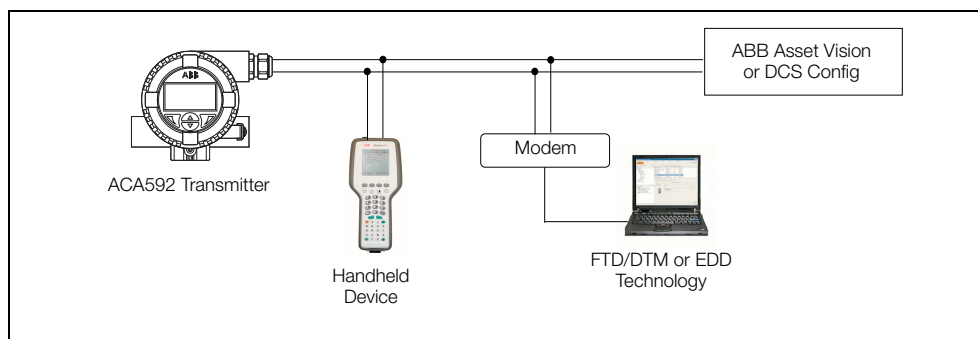 ABB Asset Vision
or DCS Config
ABB
Modem
ACA592 Transmitter
Handheld
Device
FTD/DTM or EDD
Technology